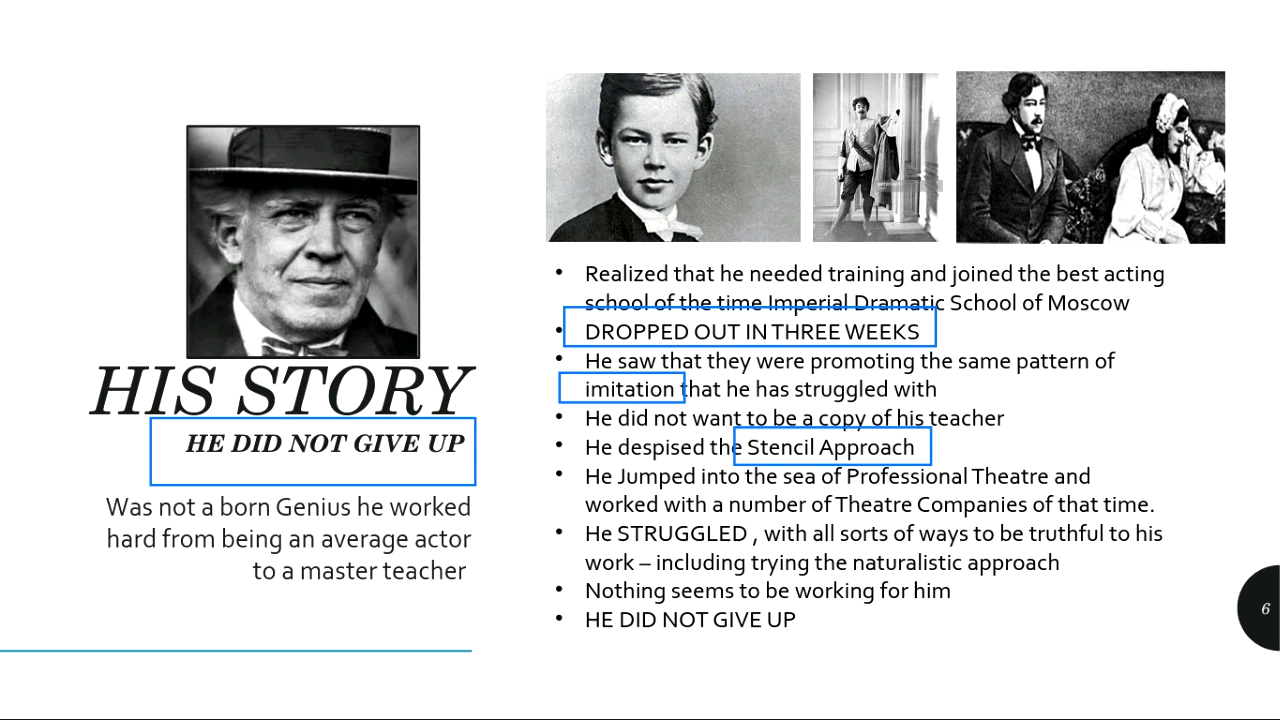 HIS STORY
HE DID NOT GIVE UP
Was not a born Genius he worked
hard from being an average actor
to a master teacher
• Realized that he needed training and joined the best acting
school of the time Imperial Dramatic School of Moscow
• DROPPED OUT IN THREE WEEKS
• He saw that they were promoting the same pattern of
imitation that he has struggled with
• He did not want to be a copy of his teacher
• He despised the Stencil Approach
• He Jumped into the sea of Professional Theatre and
worked with a number of Theatre Companies of that time.
• He STRUGGLED , with all sorts of ways to be truthful to his
work – including trying the naturalistic approach
• Nothing seems to be working for him
• HE DID NOT GIVE UP
6